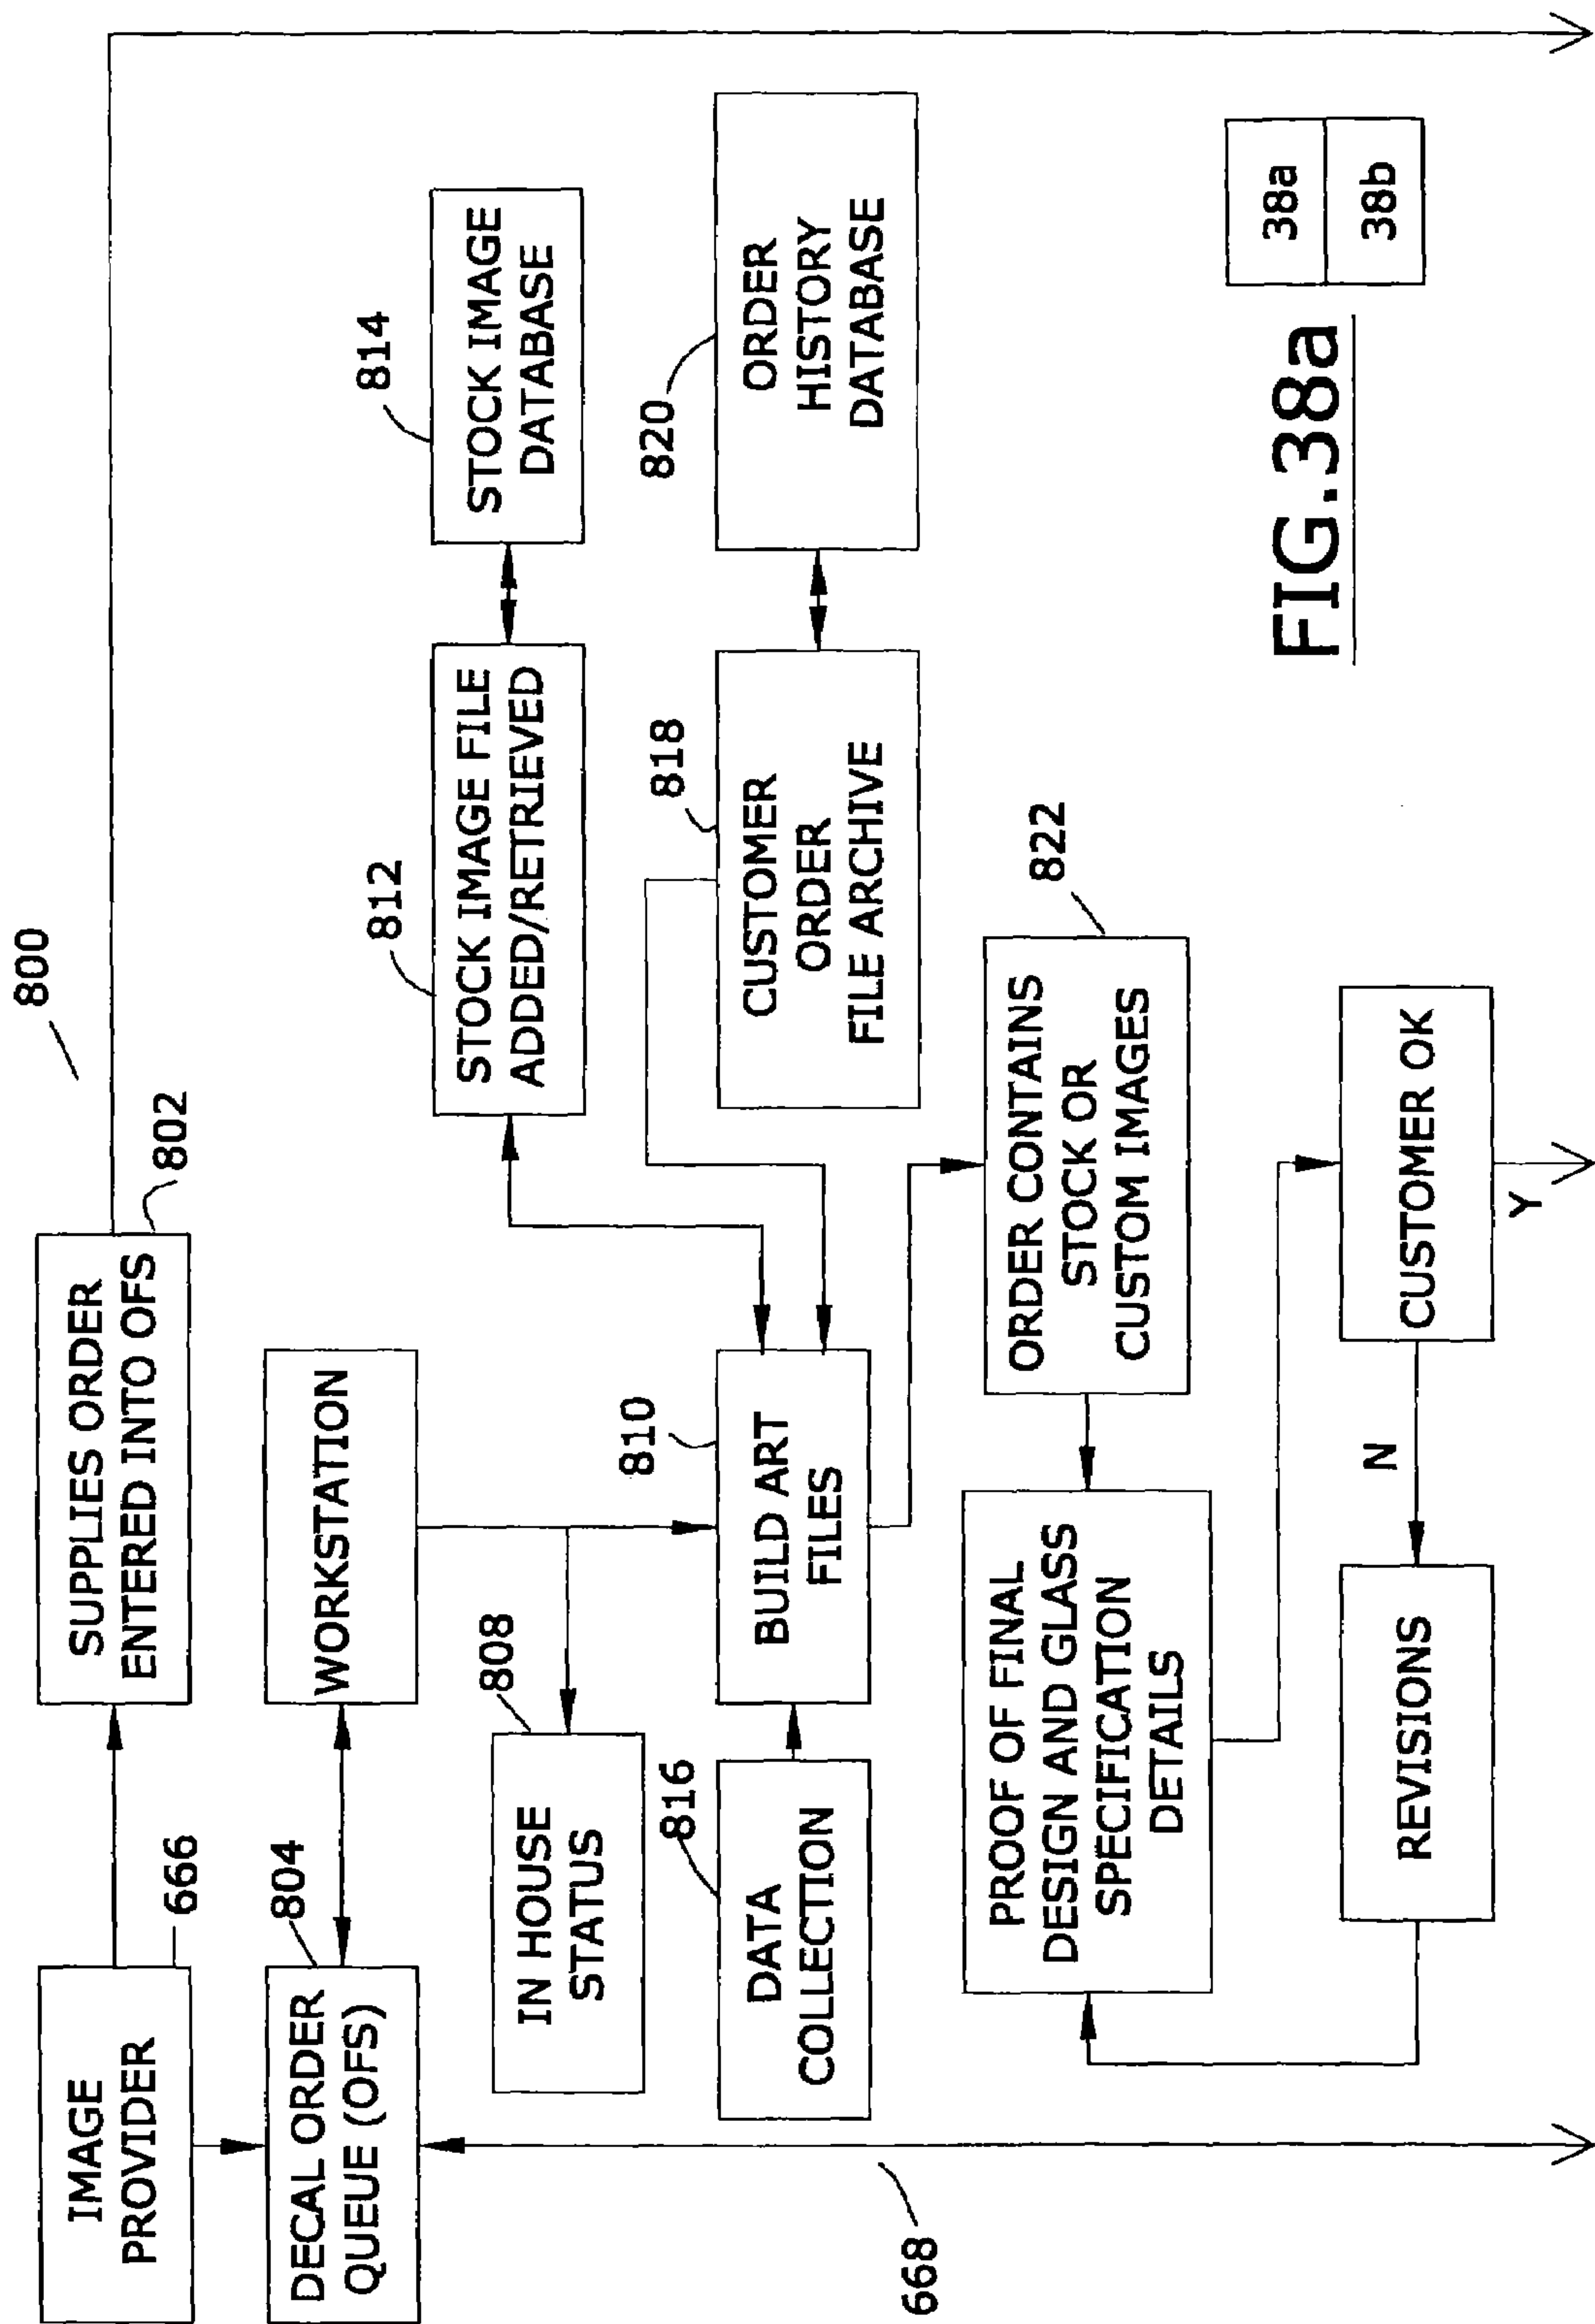 800
IMAGE
PROVIDER
666
SUPPLIES ORDER
ENTERED INTO OFS
802
DECAL ORDER
QUEUE (OFS)
804
WORKSTATION
IN HOUSE
STATUS
808
STOCK IMAGE FILE
ADDED/RETRIEVED
812
STOCK IMAGE
DATABASE
814
DATA
COLLECTION
816
BUILD ART
FILES
810
CUSTOMER
ORDER
FILE ARCHIVE
818
ORDER
HISTORY
DATABASE
820
668
PROOF OF FINAL
DESIGN AND GLASS
SPECIFICATION
DETAILS
ORDER CONTAINS
STOCK OR
CUSTOM IMAGES
822
REVISIONS
N
CUSTOMER OK
Y
FIG.38a
38a
38b